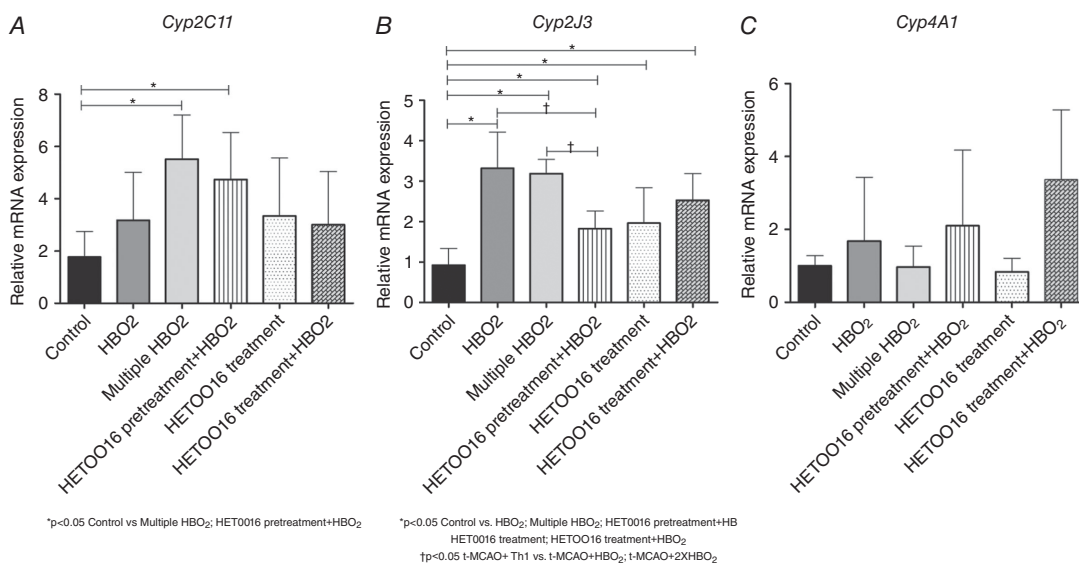 A
Cyp2C11
Relative mRNA expression
8
6
4
2
0
*
*
Control
HBO2
Multiple HBO2
HETOO16 pretreatment+HBO2
HETOO16 treatment
HETOO16 treatment+HBO2
*p<0.05 Control vs Multiple HBO2; HET0016 pretreatment+HBO2
B
Cyp2J3
Relative mRNA expression
5
4
3
2
1
0
*
*
*
*
†
*
†
Control
HBO2
Multiple HBO2
HETOO16 pretreatment+HBO2
HETOO16 treatment
HETOO16 treatment+HBO2
*p<0.05 Control vs. HBO2; Multiple HBO2; HET0016 pretreatment+HB
HET0016 treatment; HETOO16 treatment+HBO2
†p<0.05 t-MCAO+ Th1 vs. t-MCAO+HBO2; t-MCAO+2XHBO2
C
Cyp4A1
Relative mRNA expression
6
4
2
0
Control
HBO2
Multiple HBO2
HETOO16 pretreatment+HBO2
HETOO16 treatment
HETOO16 treatment+HBO2